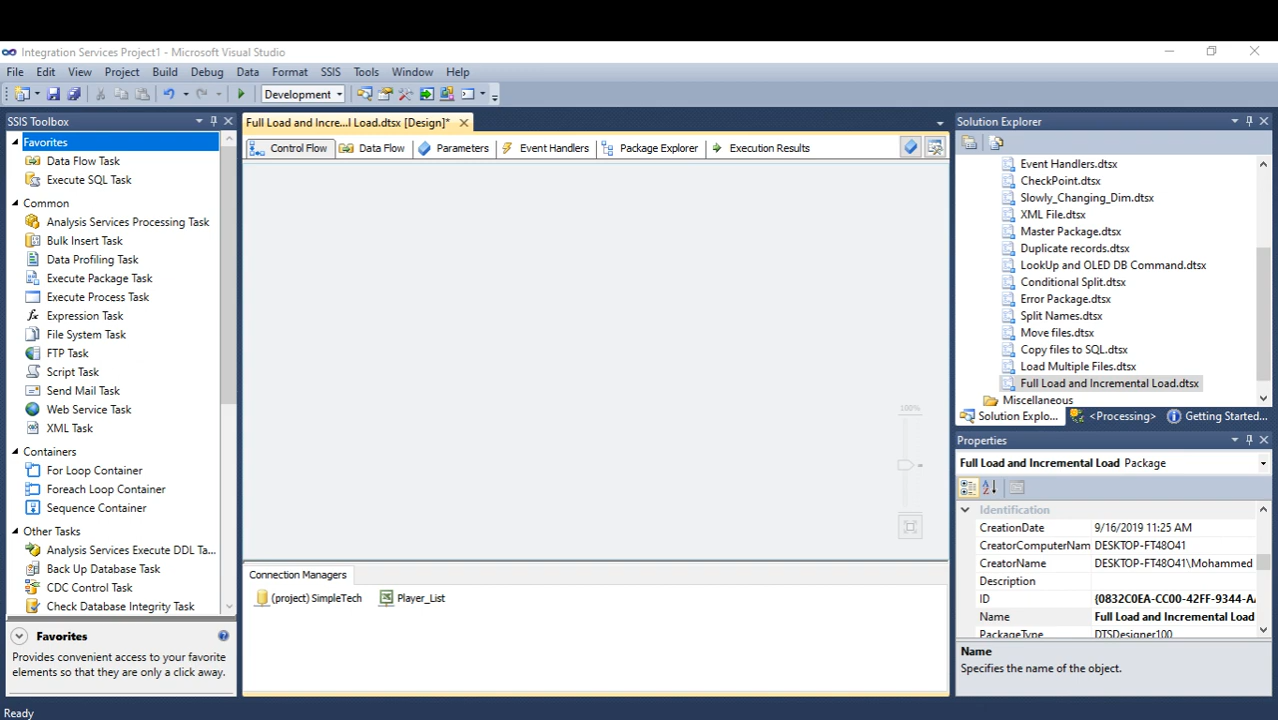 Integration Services Project1 - Microsoft Visual Studio
File Edit View Project Build Debug Data Format SSIS Tools Window Help
Development
SSIS Toolbox
Favorites
Data Flow Task
Execute SQL Task
Common
Analysis Services Processing Task
Bulk Insert Task
Data Profiling Task
Execute Package Task
Execute Process Task
Expression Task
File System Task
FTP Task
Script Task
Send Mail Task
Web Service Task
XML Task
Containers
For Loop Container
Foreach Loop Container
Sequence Container
Other Tasks
Analysis Services Execute DDL Ta...
Back Up Database Task
CDC Control Task
Check Database Integrity Task
Favorites
Provides convenient access to your favorite
elements so that they are only a click away.
Full Load and Incre...l Load.dtsx [Design]*
Control Flow Data Flow Parameters Event Handlers Package Explorer Execution Results
100%
Connection Managers
(project) SimpleTech Player_List
Solution Explorer
Event Handlers.dtsx
CheckPoint.dtsx
Slowly_Changing_Dim.dtsx
XML File.dtsx
Master Package.dtsx
Duplicate records.dtsx
LookUp and OLED DB Command.dtsx
Conditional Split.dtsx
Error Package.dtsx
Split Names.dtsx
Move files.dtsx
Copy files to SQL.dtsx
Load Multiple Files.dtsx
Full Load and Incremental Load.dtsx
Miscellaneous
Solution Explo... <Processing> Getting Started...
Properties
Full Load and Incremental Load Package
Identification
CreationDate 9/16/2019 11:25 AM
CreatorComputerNam DESKTOP-FT48O41
CreatorName DESKTOP-FT48O41\Mohammed
Description
ID {0832C0EA-CC00-42FF-9344-A
Name Full Load and Incremental Load
PackageType DTSDesigner100
Name
Specifies the name of the object.
Ready